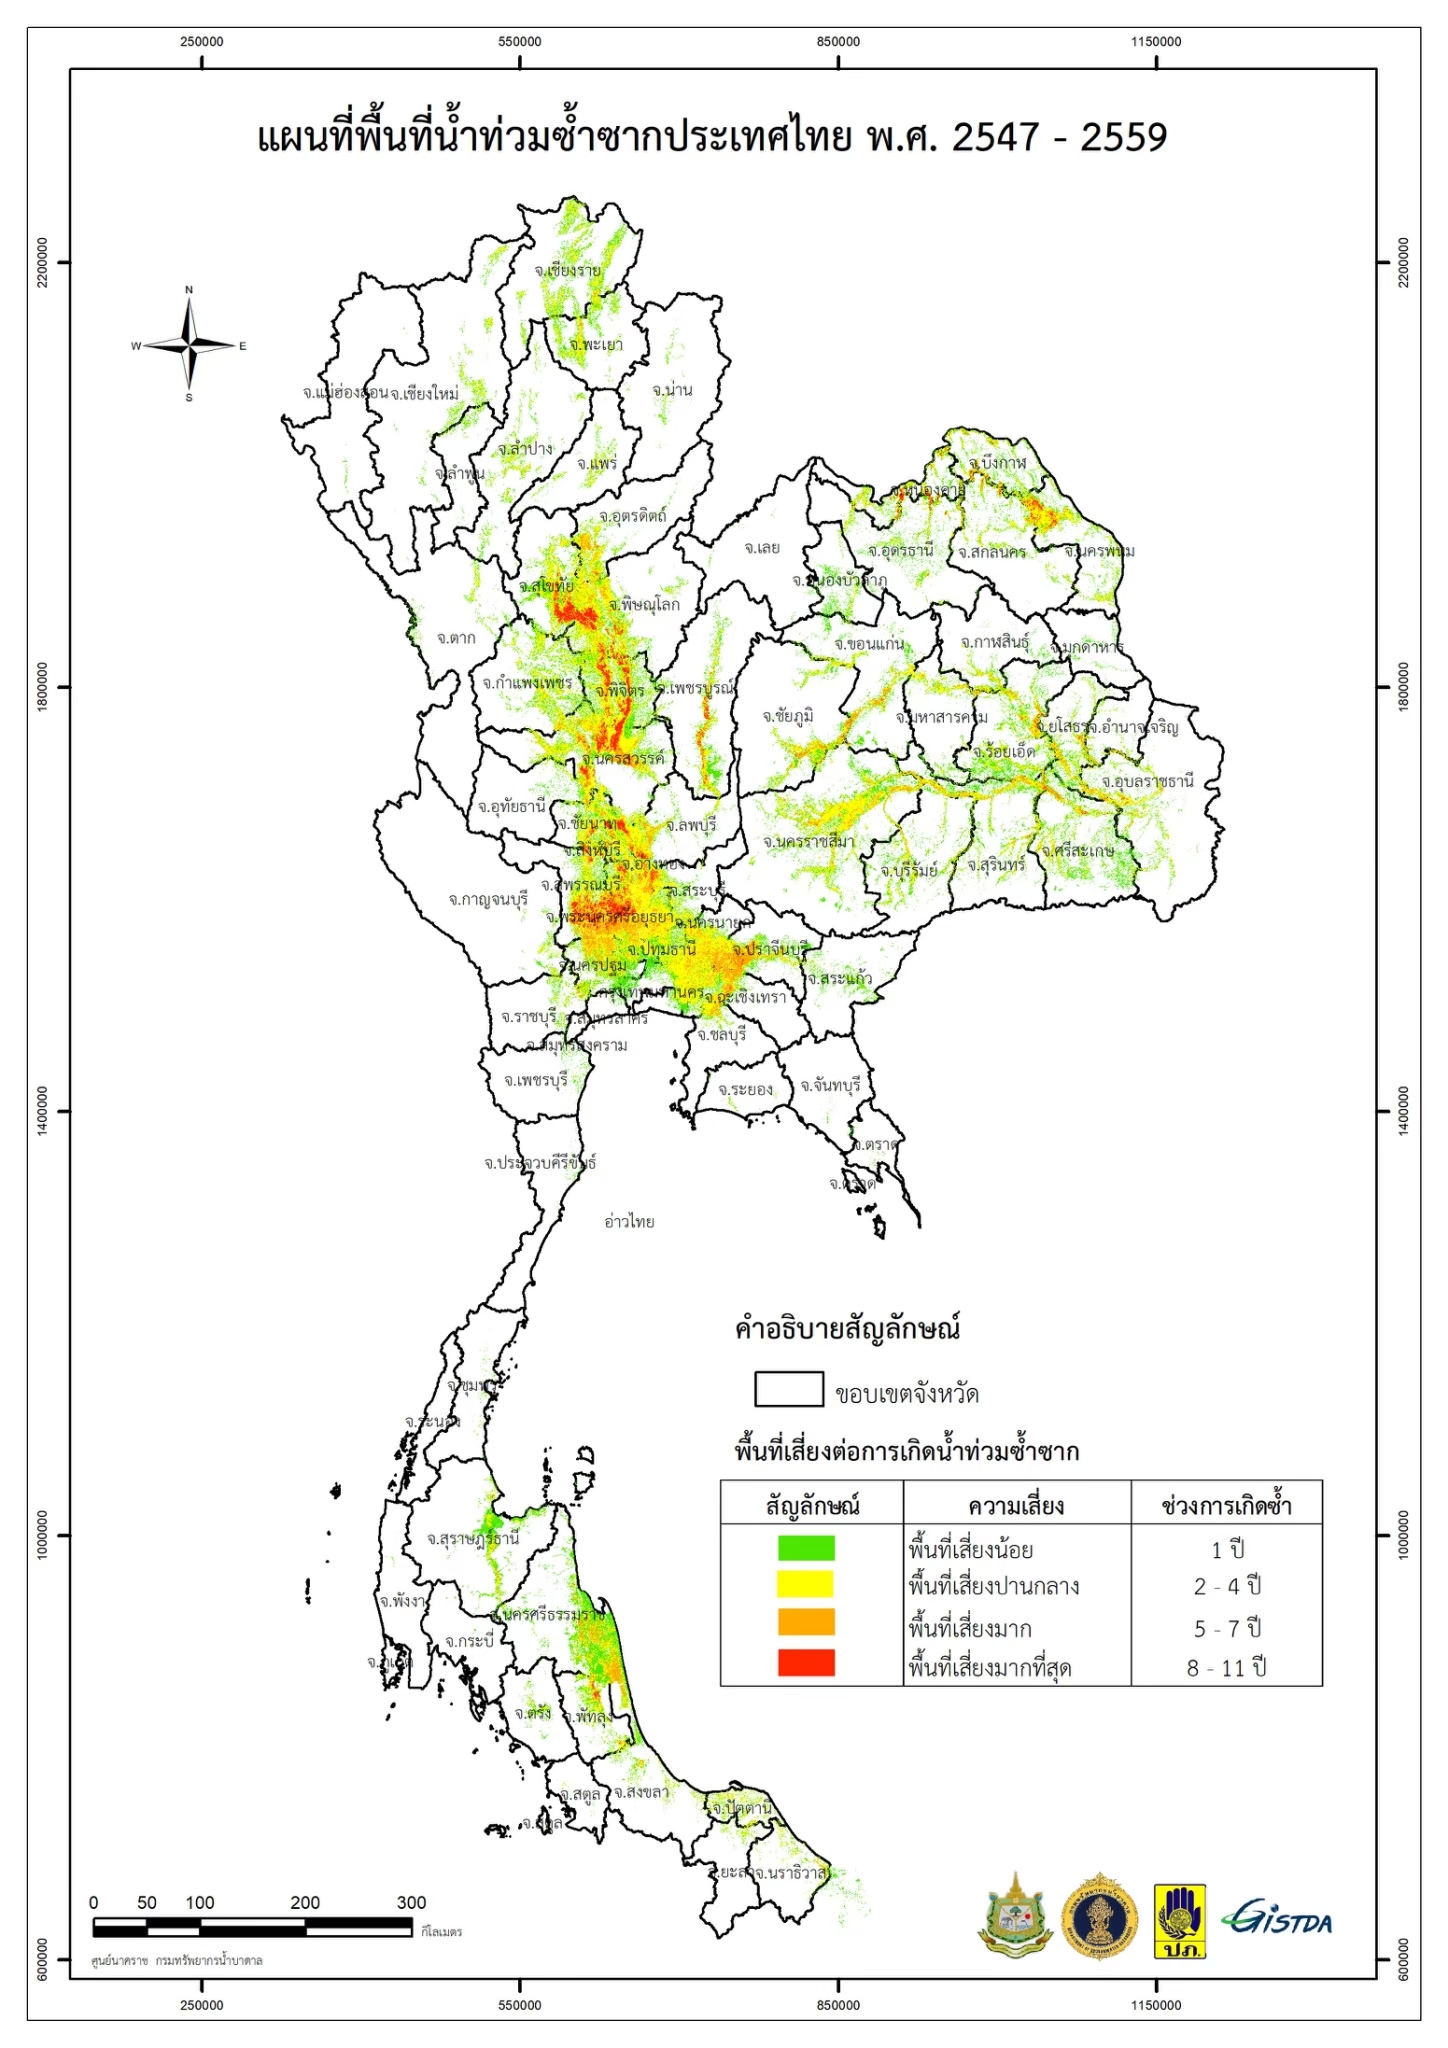 250000 550000 850000 1150000
แผนที่พื้นที่น้ำท่วมซ้ำซากประเทศไทย พ.ศ. 2547 - 2559
2200000 2200000
N
W E
S
จ.เชียงราย
จ.พะเยา
จ.แม่ฮ่องสอน จ.เชียงใหม่ จ.น่าน
จ.ลำปาง
จ.ลำพูน จ.แพร่ จ.บึงกาฬ
จ.หนองคาย
จ.อุตรดิตถ์
จ.เลย จ.อุดรธานี จ.สกลนคร จ.นครพนม
จ.สุโขทัย จ.หนองบัวลำภู
จ.พิษณุโลก
จ.ตาก จ.ขอนแก่น จ.กาฬสินธุ์ จ.มุกดาหาร
1800000 1800000
จ.กำแพงเพชร จ.พิจิตร จ.เพชรบูรณ์
จ.ชัยภูมิ จ.มหาสารคาม จ.ยโสธร จ.อำนาจเจริญ
จ.นครสวรรค์ จ.ร้อยเอ็ด
จ.อุบลราชธานี
จ.อุทัยธานี
จ.ชัยนาท จ.ลพบุรี
จ.สิงห์บุรี จ.นครราชสีมา จ.ศรีสะเกษ
จ.อ่างทอง จ.บุรีรัมย์ จ.สุรินทร์
จ.สุพรรณบุรี จ.สระบุรี
จ.กาญจนบุรี
จ.พระนครศรีอยุธยา จ.นครนายก
จ.ปทุมธานี จ.ปราจีนบุรี
จ.นครปฐม จ.สระแก้ว
กรุงเทพมหานคร จ.ฉะเชิงเทรา
จ.ราชบุรี จ.สมุทรสาคร
จ.ชลบุรี
จ.สมุทรสงคราม
จ.เพชรบุรี จ.ระยอง จ.จันทบุรี
1400000 1400000
จ.ตราด
จ.ประจวบคีรีขันธ์
จ.ตราด
อ่าวไทย
คำอธิบายสัญลักษณ์
ขอบเขตจังหวัด
จ.ชุมพร
จ.ระนอง
พื้นที่เสี่ยงต่อการเกิดน้ำท่วมซ้ำซาก
สัญลักษณ์ ความเสี่ยง ช่วงการเกิดซ้ำ
1000000 1000000
จ.สุราษฎร์ธานี
พื้นที่เสี่ยงน้อย 1 ปี
พื้นที่เสี่ยงปานกลาง 2 - 4 ปี
จ.พังงา จ.นครศรีธรรมราช
พื้นที่เสี่ยงมาก 5 - 7 ปี
จ.กระบี่
จ.ภูเก็ต
พื้นที่เสี่ยงมากที่สุด 8 - 11 ปี
จ.ตรัง จ.พัทลุง
จ.สตูล จ.สงขลา
จ.ปัตตานี
จ.สตูล
จ.ยะลา จ.นราธิวาส
0 50 100 200 300
กิโลเมตร
ปภ. GISTDA
ศูนย์นาคราช กรมทรัพยากรน้ำบาดาล
600000 600000
250000 550000 850000 1150000